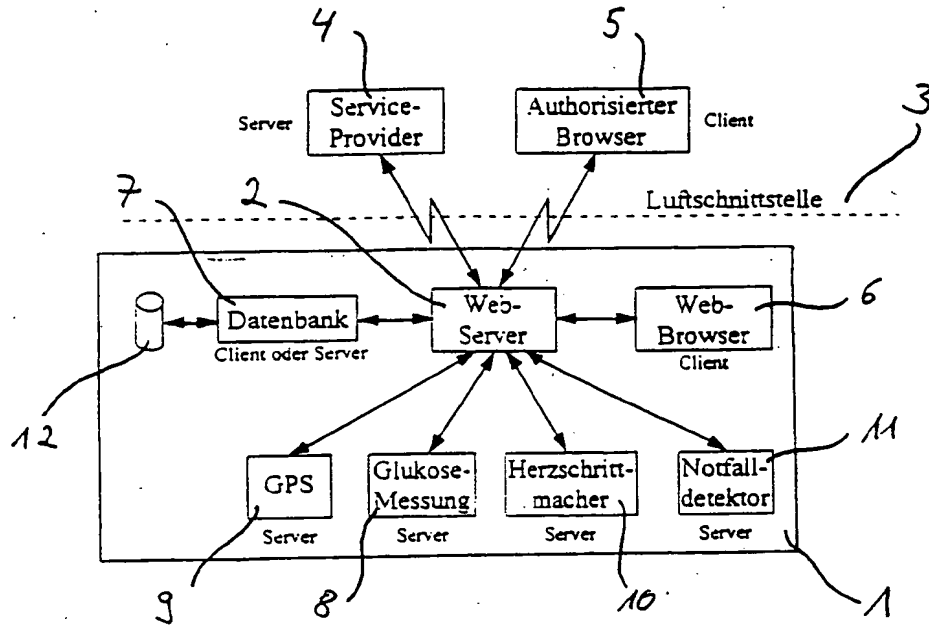 4
5
3
Service-
Provider
Server
Authorisierter
Browser
Client
7
2
Luftschnittstelle
Datenbank
Client oder Server
Web-
Server
Web-
Browser
Client
6
12
11
GPS
Server
Glukose-
Messung
Server
Herzschritt-
macher
Server
Notfall-
detektor
Server
9
8
10
1